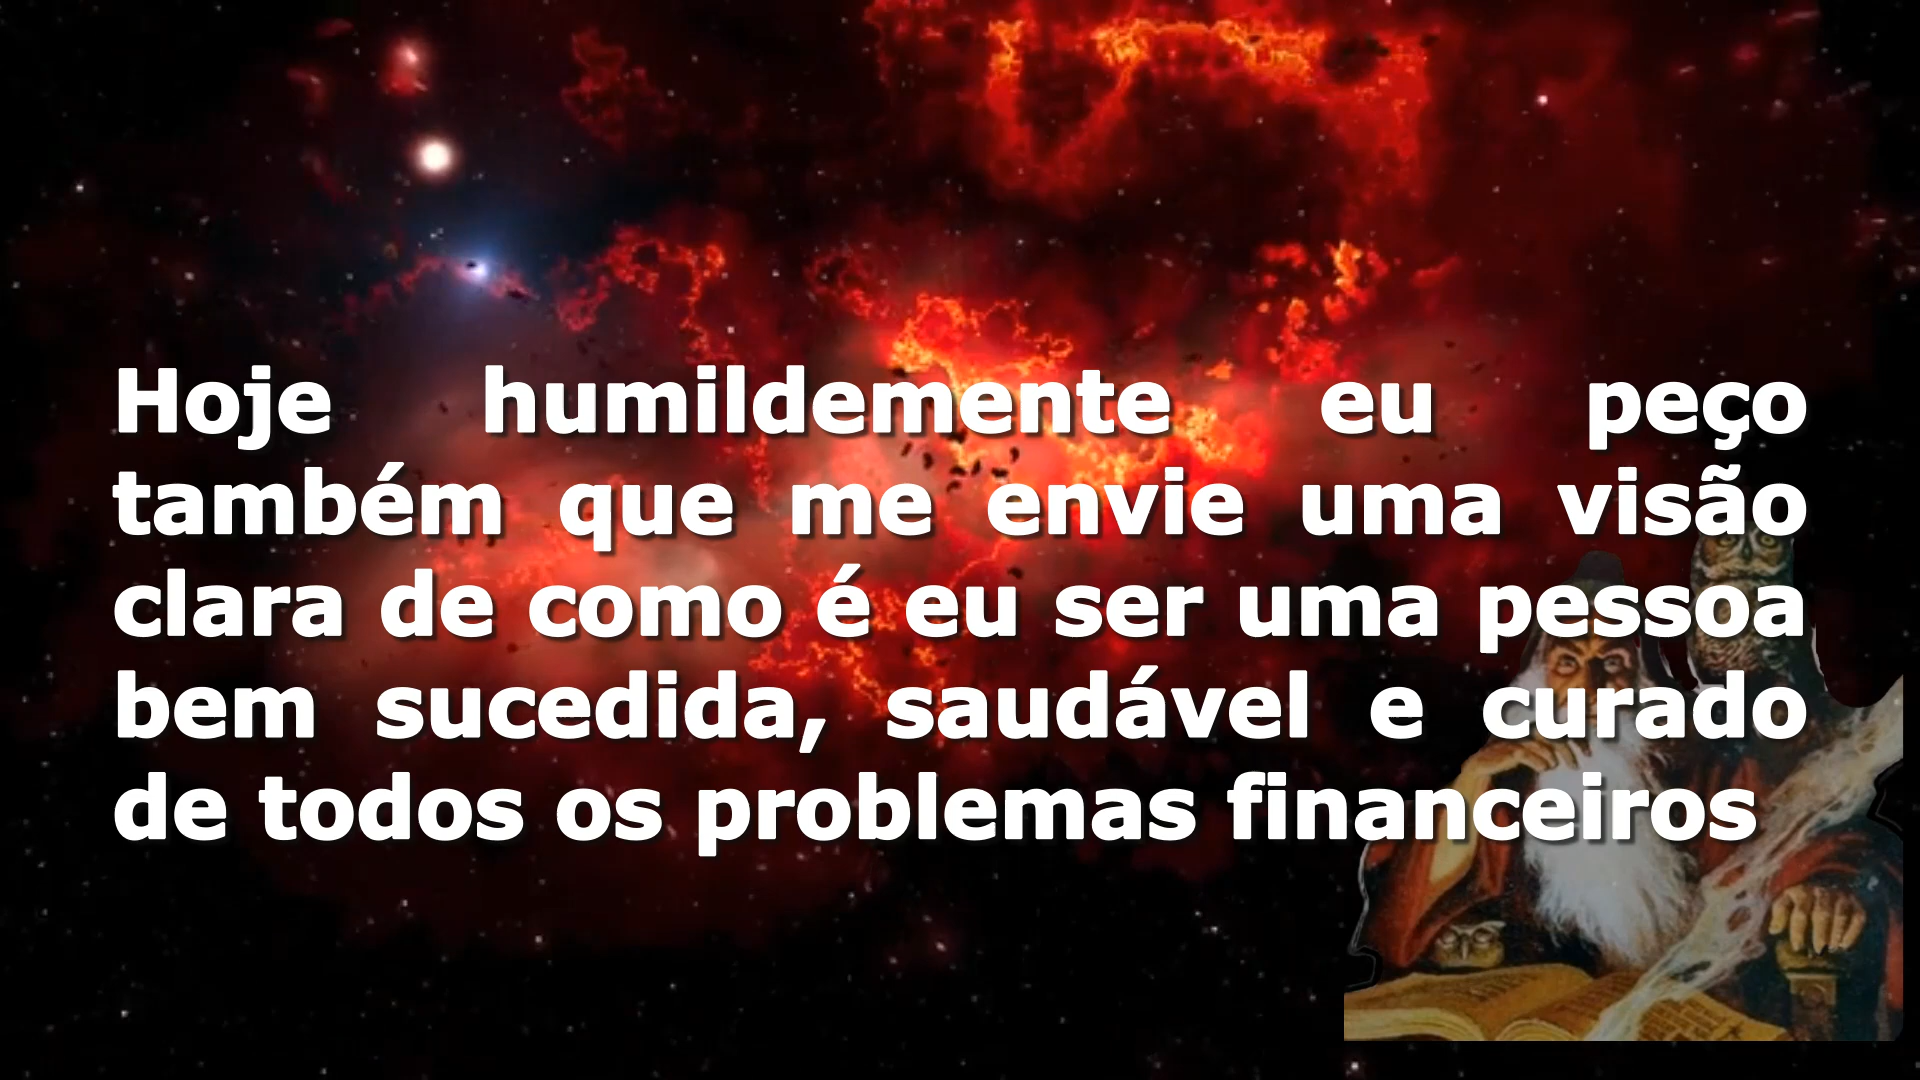 Hoje humildemente eu peço
também que me envie uma visão
clara de como é eu ser uma pessoa
bem sucedida, saudável e curado
de todos os problemas financeiros